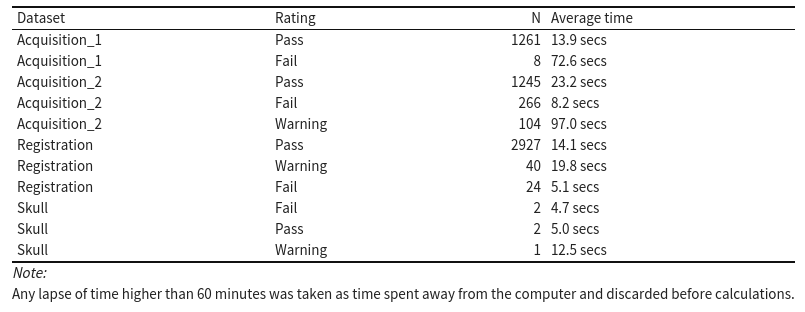 Dataset Rating N Average time
Acquisition_1 Pass 1261 13.9 secs
Acquisition_1 Fail 8 72.6 secs
Acquisition_2 Pass 1245 23.2 secs
Acquisition_2 Fail 266 8.2 secs
Acquisition_2 Warning 104 97.0 secs
Registration Pass 2927 14.1 secs
Registration Warning 40 19.8 secs
Registration Fail 24 5.1 secs
Skull Fail 2 4.7 secs
Skull Pass 2 5.0 secs
Skull Warning 1 12.5 secs
Note:
Any lapse of time higher than 60 minutes was taken as time spent away from the computer and discarded before calculations.